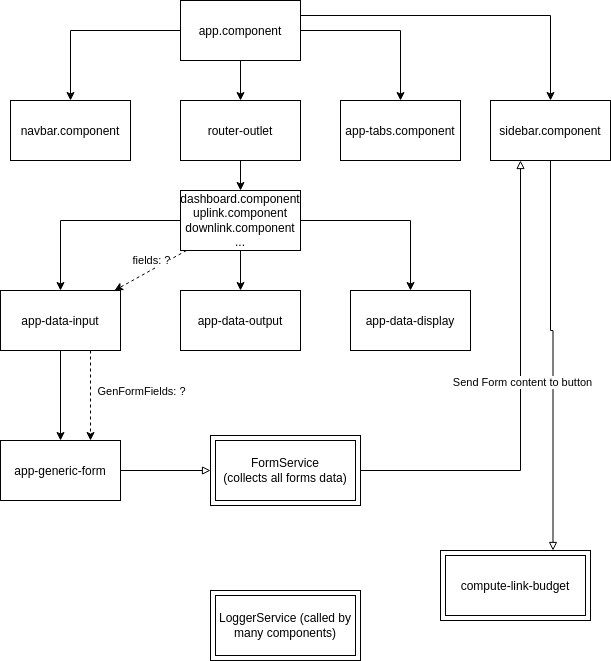 app.component
navbar.component
router-outlet
app-tabs.component
sidebar.component
dashboard.component
uplink.component
downlink.component
...
fields: ?
app-data-input
app-data-output
app-data-display
GenFormFields: ?
Send Form content to button
app-generic-form
FormService
(collects all forms data)
compute-link-budget
LoggerService (called by
many components)